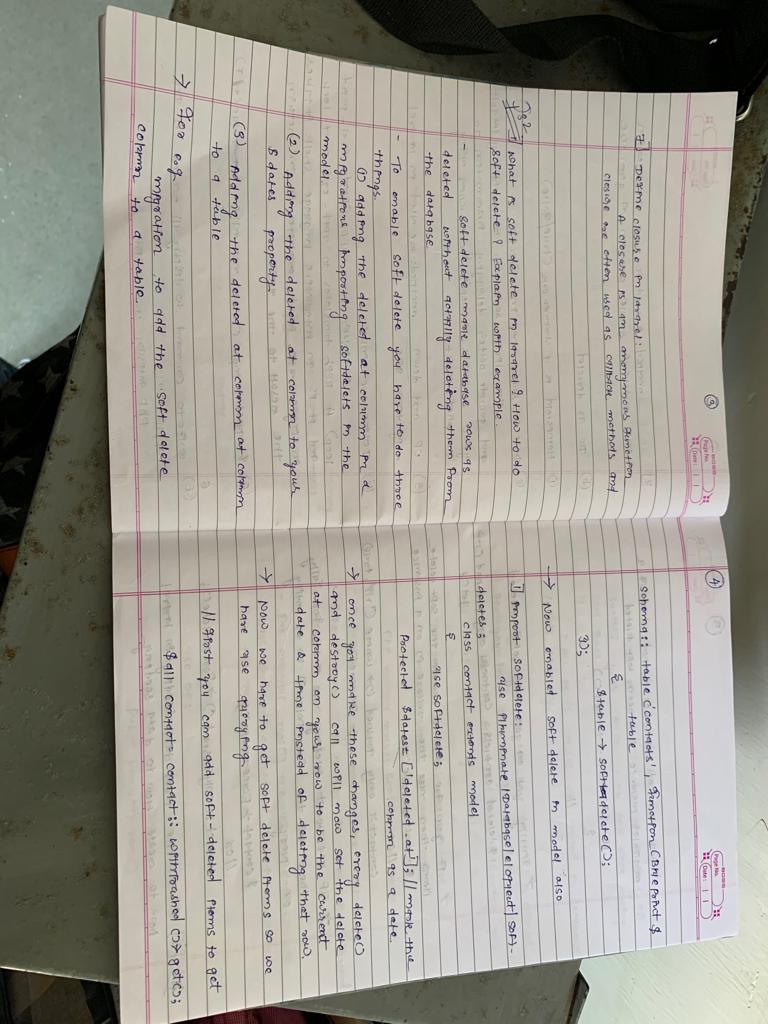 3
Page No.
Date:
7] Define closure in laravel:
A closure is an anonymous function
closure are often used as callback methods and
Qs2
1] What is soft delete in laravel ? How to do
soft delete ? Explain with example
- soft delete mark database rows as
deleted without actually deleting them from
the database
- To enable soft delete you have to do three
things.
(1) adding the deleted at column in a
migrations importing softdelets in the
model.
(2) Adding the deleted at column to your
$dates property
(3) Adding the deleted at column at column
to a table
→ For eg.
migration to add the soft delete
column to a table
4
Page No.
Date:
schema:: table ('contacts', function (Blueprint $
table
{
$table → softdelete();
3);
→ Now enabled soft delete in model also
1] import softdelete:
use Illuminate|Database|eloquent|soft-
deletes;
class contact extends model
{
use softdelete;
Protected $dates= ['deleted_at']; // mark this
column as a date
→ once you make these changes, every delete()
and destroy() call will now set the delete
at column on your row to be the current
date & time instead of deleting that row.
→ Now we have to get soft delete items so we
have use querying
// first you can add soft-deleted items to get
$all contact= contact:: withTrashed()→get();